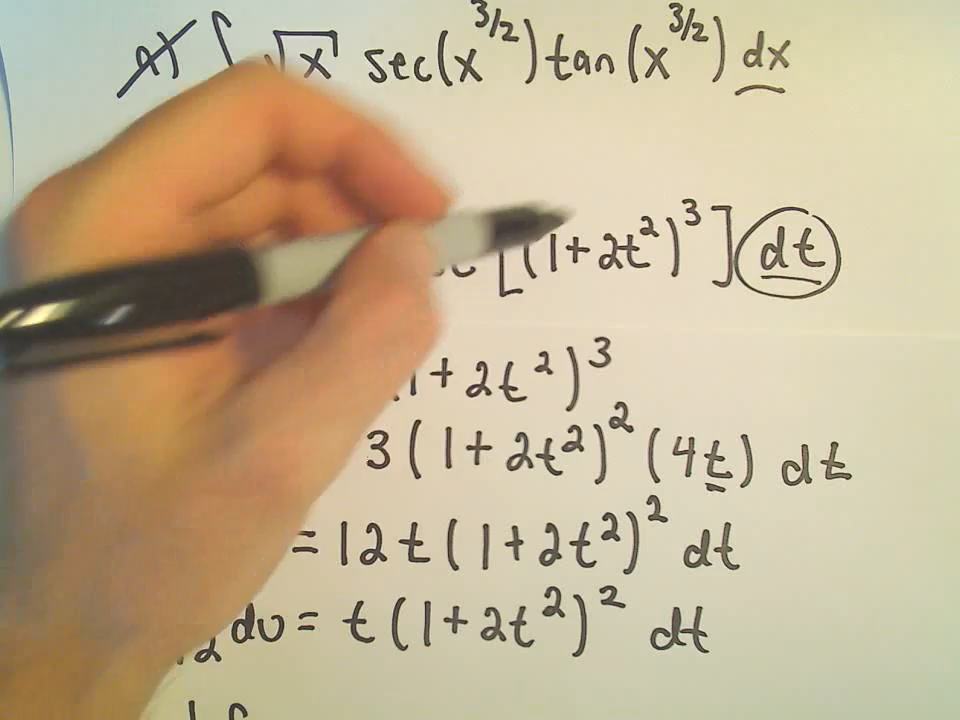 a) ∫ √x sec(x^3/2) tan(x^3/2) dx
[(1+2t²)³] dt
1+2t²)³
3(1+2t²)²(4t) dt
= 12t(1+2t²)² dt
du = t(1+2t²)² dt